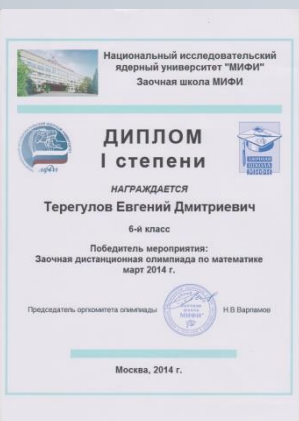 Национальный исследовательский
ядерный университет "МИФИ"
Заочная школа МИФИ
ДИПЛОМ
I степени
НАГРАЖДАЕТСЯ
Терегулов Евгений Дмитриевич
6-й класс
Победитель мероприятия:
Заочная дистанционная олимпиада по математике
март 2014 г.
Председатель оргкомитета олимпиады Н.В.Варламов
Москва, 2014 г.